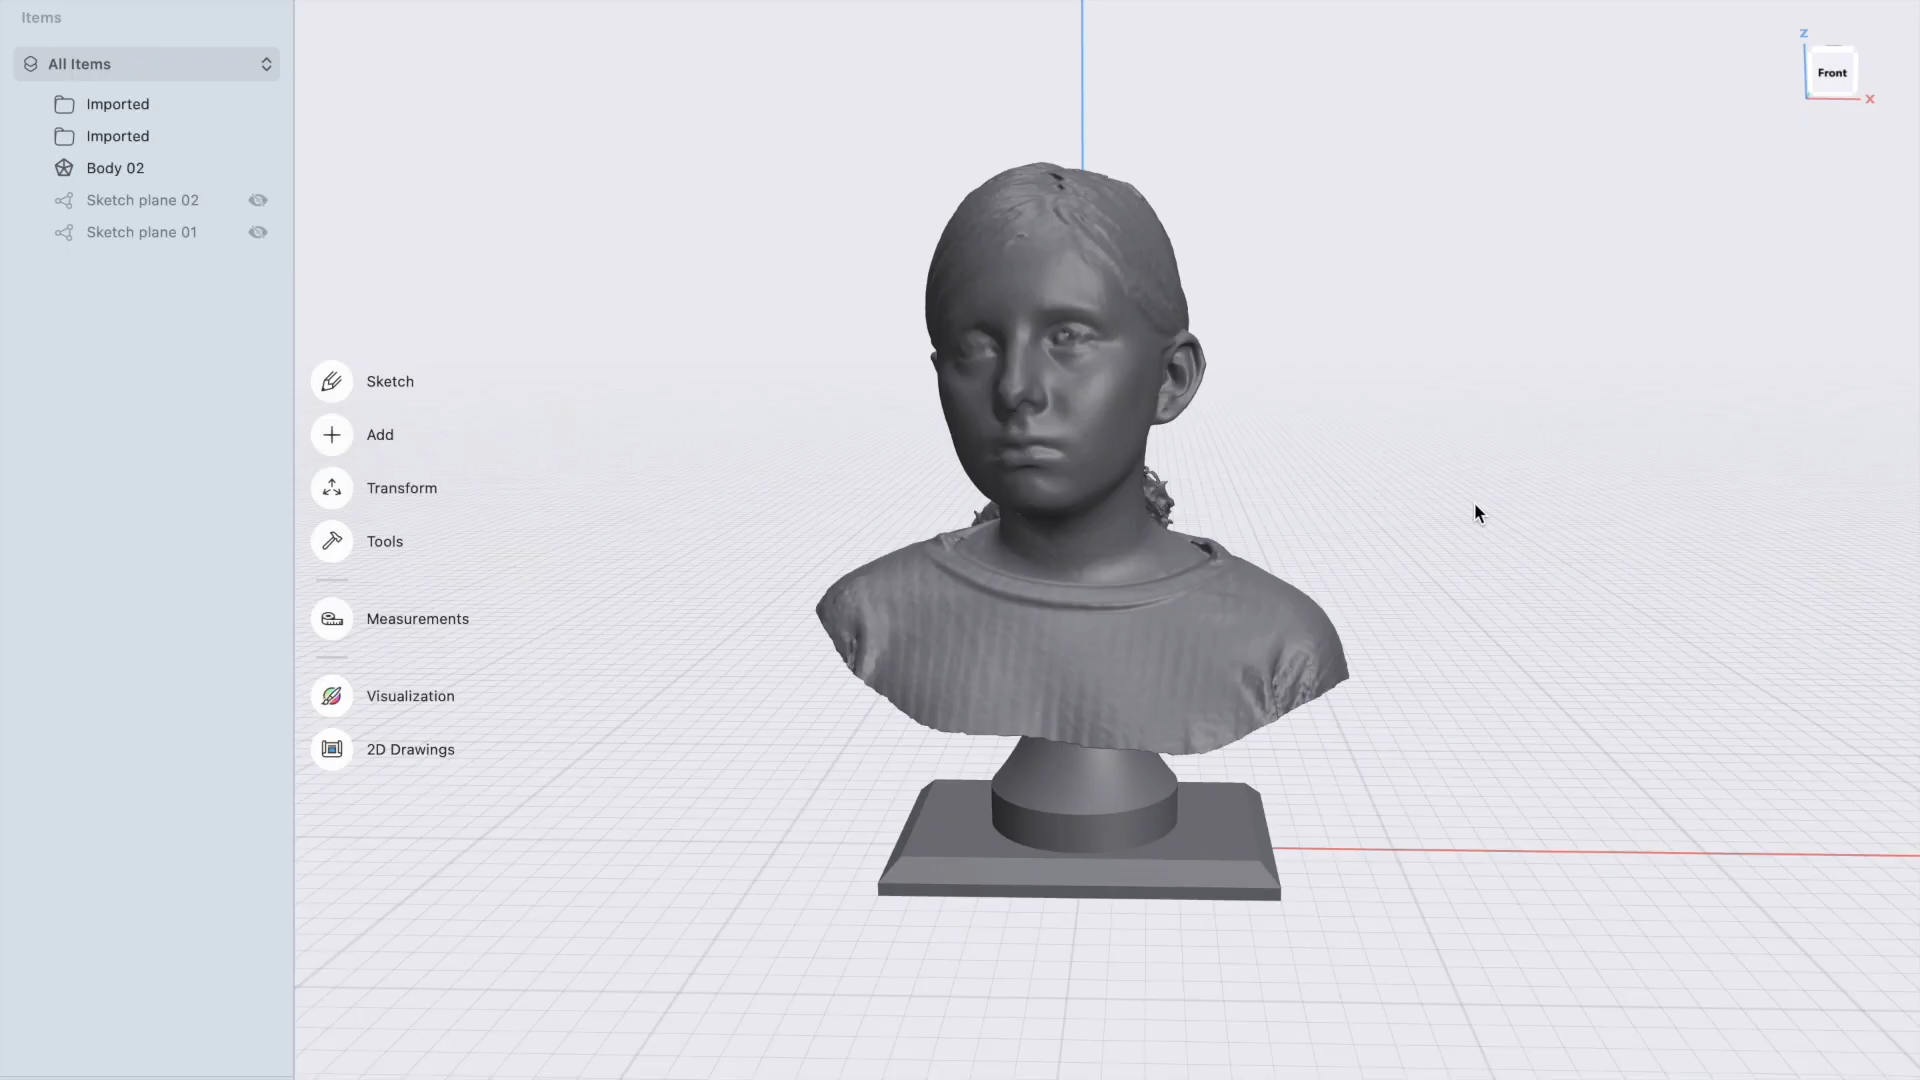 Items
All Items
Imported
Imported
Body 02
Sketch plane 02
Sketch plane 01
Sketch
Add
Transform
Tools
Measurements
Visualization
2D Drawings
Z
Front
X